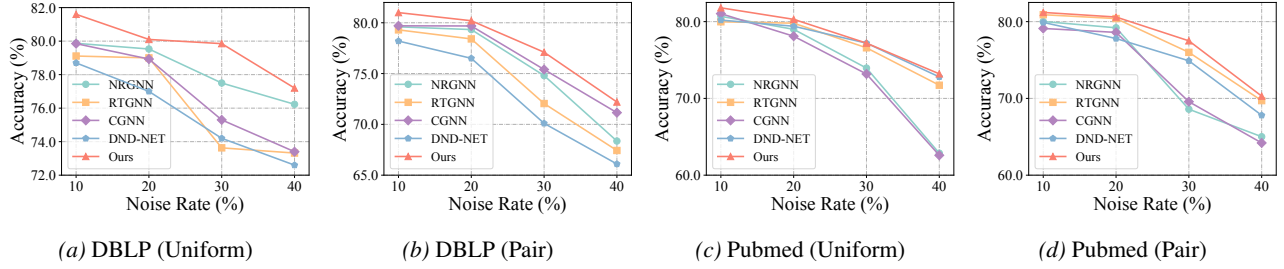 82.0
80.0
78.0
76.0
74.0
72.0
Accuracy (%)
NRGNN
RTGNN
CGNN
DND-NET
Ours
10 20 30 40
Noise Rate (%)
(a) DBLP (Uniform)
80.0
75.0
70.0
65.0
Accuracy (%)
NRGNN
RTGNN
CGNN
DND-NET
Ours
10 20 30 40
Noise Rate (%)
(b) DBLP (Pair)
80.0
70.0
60.0
Accuracy (%)
NRGNN
RTGNN
CGNN
DND-NET
Ours
10 20 30 40
Noise Rate (%)
(c) Pubmed (Uniform)
80.0
70.0
60.0
Accuracy (%)
NRGNN
RTGNN
CGNN
DND-NET
Ours
10 20 30 40
Noise Rate (%)
(d) Pubmed (Pair)